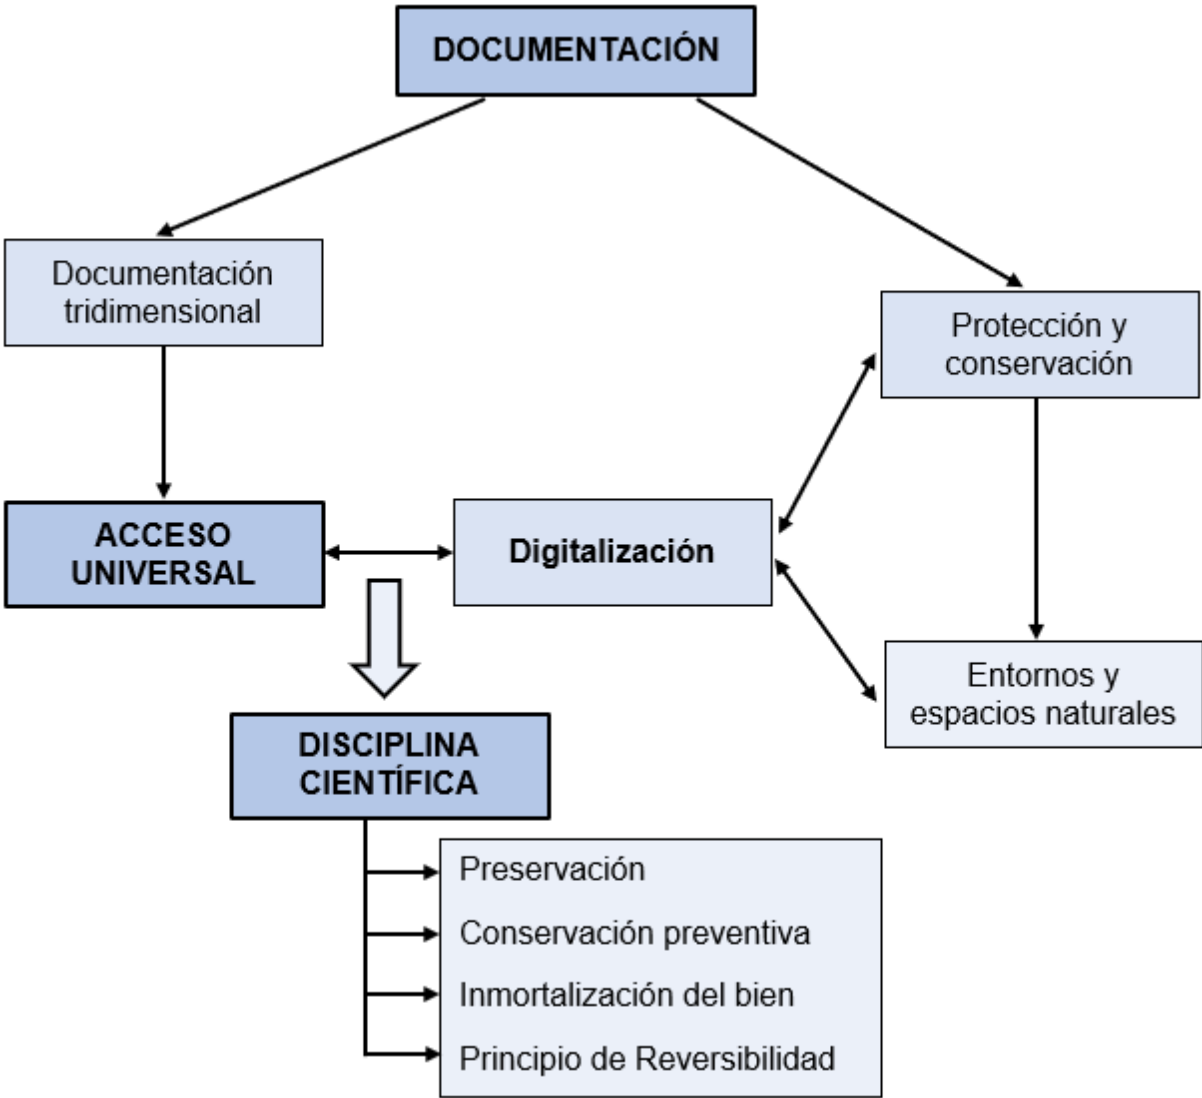 DOCUMENTACIÓN
Documentación
tridimensional
Protección y
conservación
ACCESO
UNIVERSAL
Digitalización
Entornos y
espacios naturales
DISCIPLINA
CIENTÍFICA
Preservación
Conservación preventiva
Inmortalización del bien
Principio de Reversibilidad